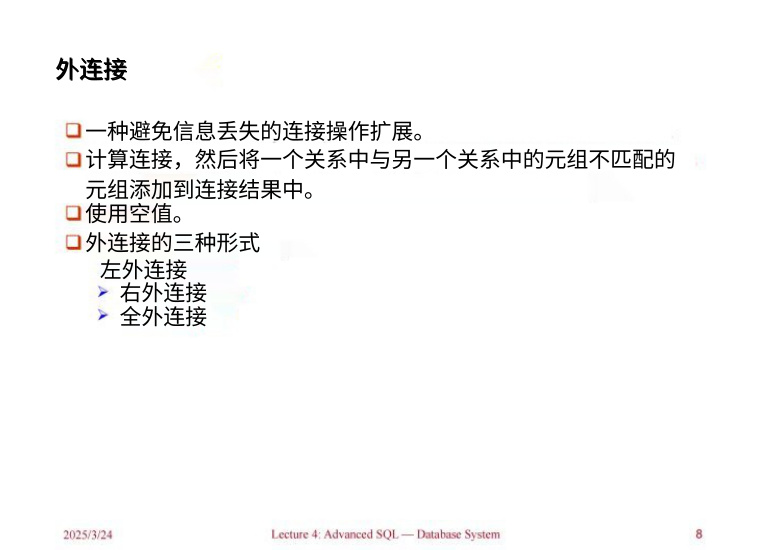 外连接
一种避免信息丢失的连接操作扩展。
计算连接，然后将一个关系中与另一个关系中的元组不匹配的
元组添加到连接结果中。
使用空值。
外连接的三种形式
左外连接
右外连接
全外连接
2025/3/24 Lecture 4: Advanced SQL — Database System 8